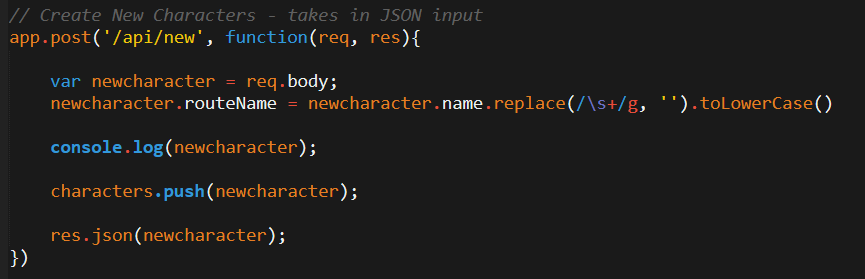 // Create New Characters - takes in JSON input
app.post('/api/new', function(req, res){
var newcharacter = req.body;
newcharacter.routeName = newcharacter.name.replace(/\s+/g, '').toLowerCase()
console.log(newcharacter);
characters.push(newcharacter);
res.json(newcharacter);
})